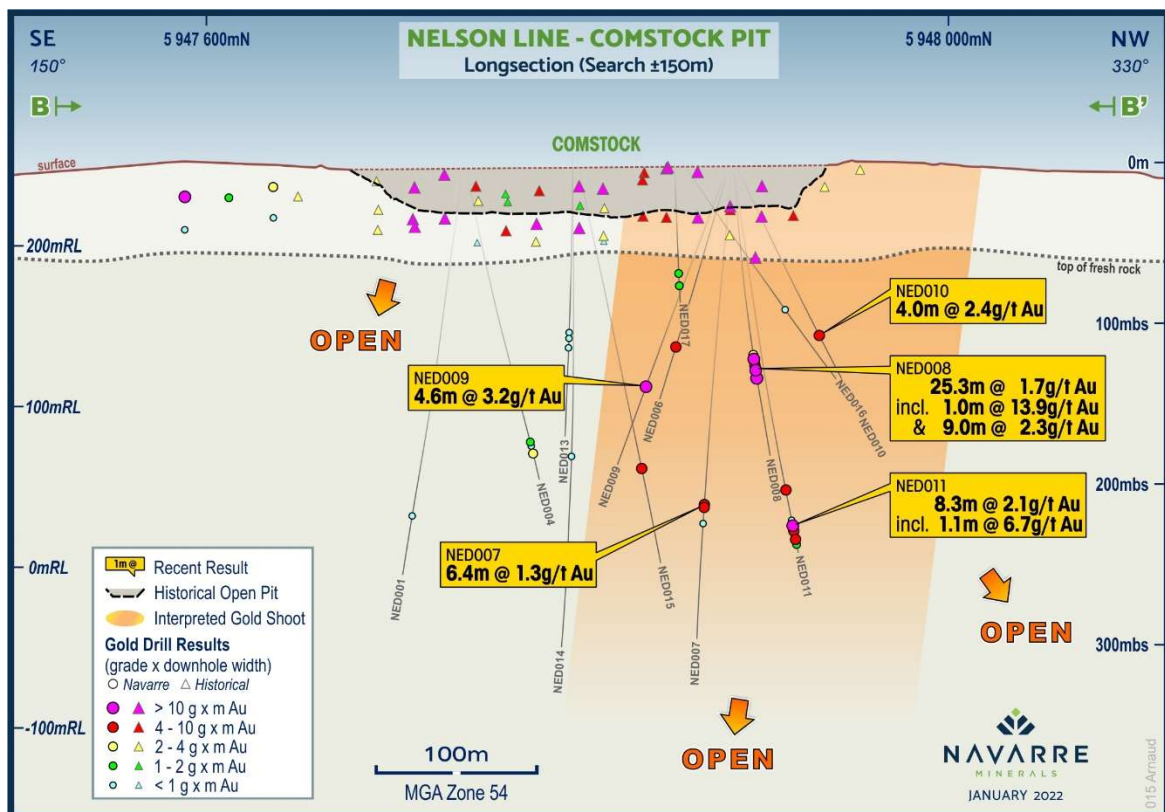 SE
150°
5 947 600mN
NELSON LINE - COMSTOCK PIT
Longsection (Search ±150m)
5 948 000mN
NW
330°
B
B'
COMSTOCK
surface
0m
200mRL
top of fresh rock
OPEN
NED010
4.0m @ 2.4g/t Au
100mbs
NED017
NED009
4.6m @ 3.2g/t Au
NED008
25.3m @ 1.7g/t Au
incl. 1.0m @ 13.9g/t Au
& 9.0m @ 2.3g/t Au
100mRL
NED006
NED016
NED010
NED013
NED009
NED008
NED004
200mbs
NED011
8.3m @ 2.1g/t Au
incl. 1.1m @ 6.7g/t Au
NED007
6.4m @ 1.3g/t Au
0mRL
NED001
NED015
NED011
OPEN
NED014
NED007
300mbs
1m @
Recent Result
Historical Open Pit
Interpreted Gold Shoot
Gold Drill Results
(grade x downhole width)
Navarre Historical
> 10 g x m Au
4 - 10 g x m Au
2 - 4 g x m Au
1 - 2 g x m Au
< 1 g x m Au
-100mRL
OPEN
100m
MGA Zone 54
NAVARRE
MINERALS
JANUARY 2022
015 Arnaud